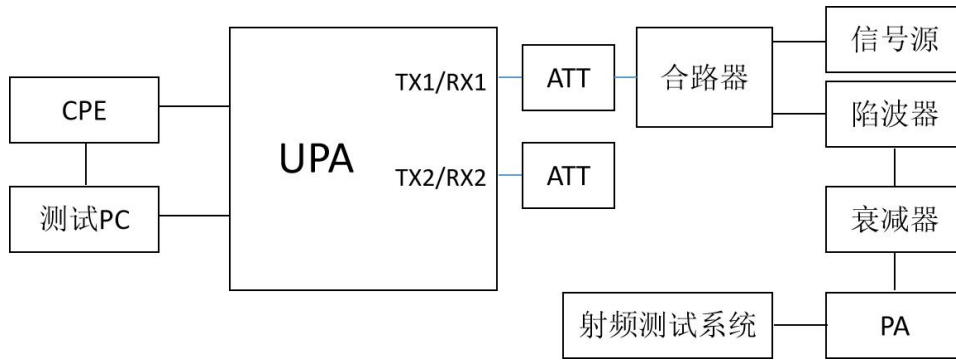 CPE
测试PC
UPA
TX1/RX1
TX2/RX2
ATT
ATT
合路器
信号源
陷波器
衰减器
PA
射频测试系统